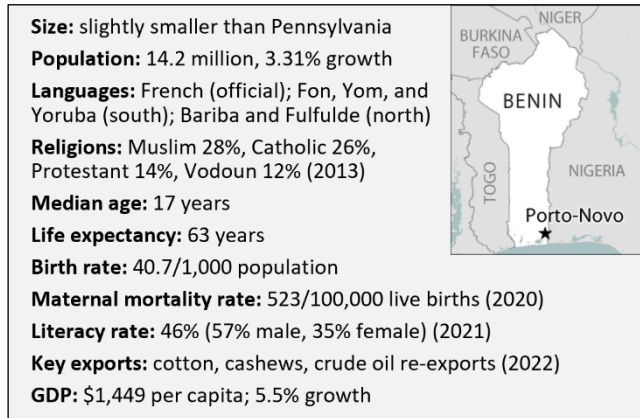 Size: slightly smaller than Pennsylvania
Population: 14.2 million, 3.31% growth
Languages: French (official); Fon, Yom, and
Yoruba (south); Bariba and Fulfulde (north)
Religions: Muslim 28%, Catholic 26%,
Protestant 14%, Vodoun 12% (2013)
Median age: 17 years
Life expectancy: 63 years
Birth rate: 40.7/1,000 population
Maternal mortality rate: 523/100,000 live births (2020)
Literacy rate: 46% (57% male, 35% female) (2021)
Key exports: cotton, cashews, crude oil re-exports (2022)
GDP: $1,449 per capita; 5.5% growth
NIGER
BURKINA
FASO
BENIN
TOGO
NIGERIA
Porto-Novo